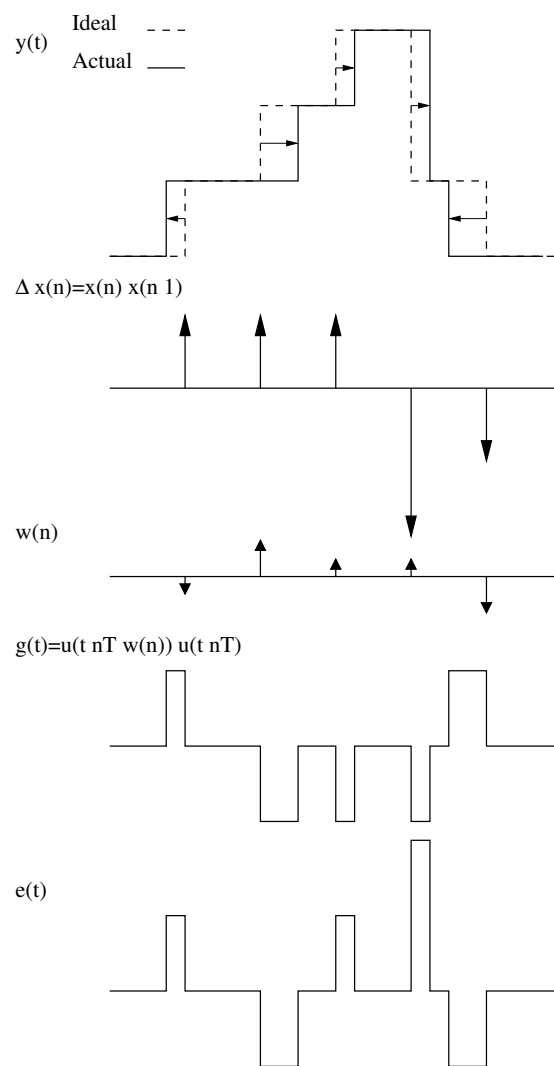 Ideal
y(t)
Actual
Δ x(n)=x(n) x(n 1)
w(n)
g(t)=u(t nT w(n)) u(t nT)
e(t)